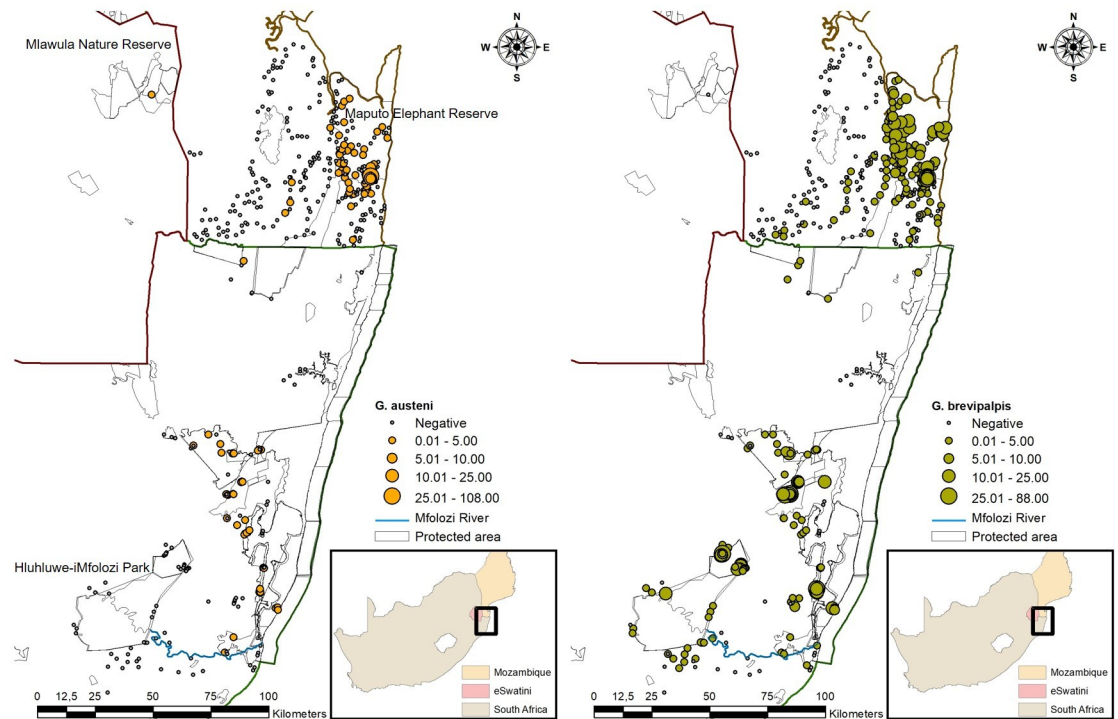 N
W E
S
Mlawula Nature Reserve
Maputo Elephant Reserve
G. austeni
Negative
0.01 - 5.00
5.01 - 10.00
10.01 - 25.00
25.01 - 108.00
Mfolozi River
Protected area
Hluhluwe-iMfolozi Park
Mozambique
eSwatini
South Africa
0 12.5 25 50 75 100
Kilometers
N
W E
S
G. brevipalpis
Negative
0.01 - 5.00
5.01 - 10.00
10.01 - 25.00
25.01 - 88.00
Mfolozi River
Protected area
Mozambique
eSwatini
South Africa
0 12.5 25 50 75 100
Kilometers